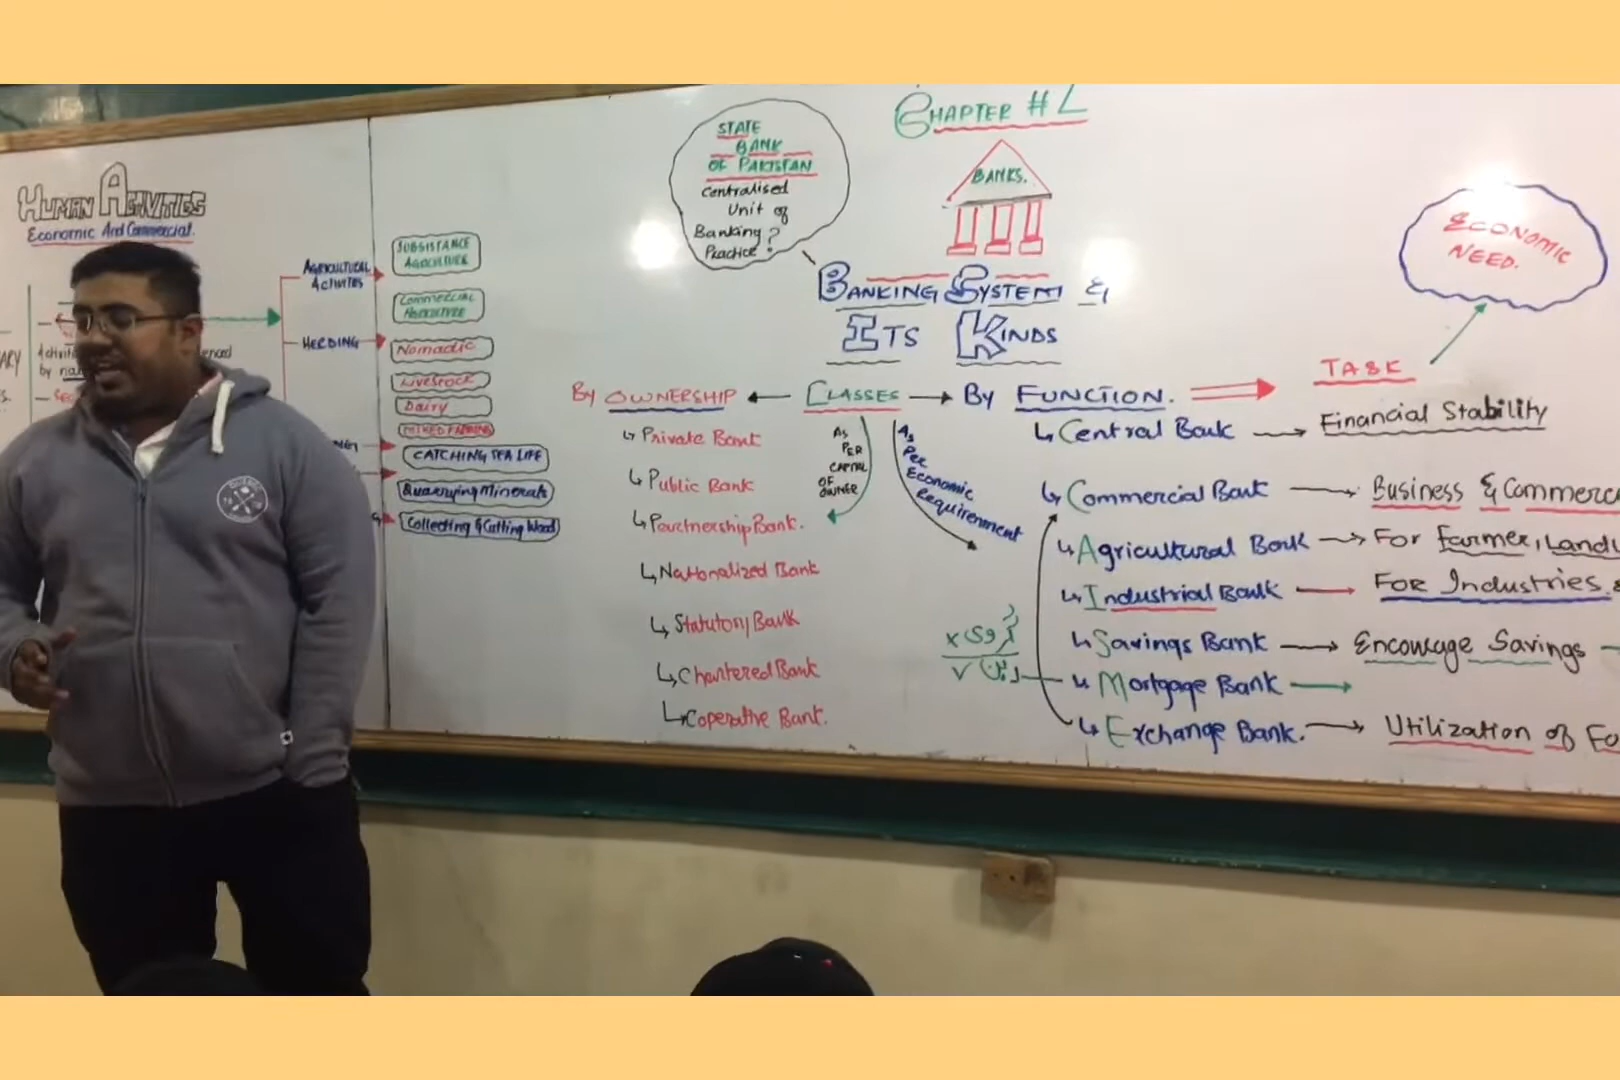 HUMAN ACTIVITIES
Economic And Commercial.
AGRICULTURAL
ACTIVITIES
HERDING
SUBSISTANCE
AGRICULTURE
COMMERCIAL
AGRICULTURE
Nomadic
Livestock
Dairy
MIXED FARMING
CATCHING SEA LIFE
Quarrying Minerals
Collecting & Cutting Wood
by
STATE
BANK
OF PAKISTAN
Centralised
Unit of
Banking
Practice?
CHAPTER #
BANKS.
BANKING SYSTEM &
ITS KINDS
CLASSES
By OWNERSHIP
Private Bank
Public Bank
Partnership Bank.
Nationalized Bank
Statutory Bank
Chartered Bank
Coperative Bank.
AS
PER
CAPITAL
OF
OWNER
As
Per
Economic
Requirement
By FUNCTION.
TASK
ECONOMIC
NEED.
Central Bank Financial Stability
Commercial Bank Business &
Agricultural Bank For Farmer,
Industrial Bank For Industries
Savings Bank Encourage Savings
گروی x
Mortgage Bank
Exchange Bank. Utilization of